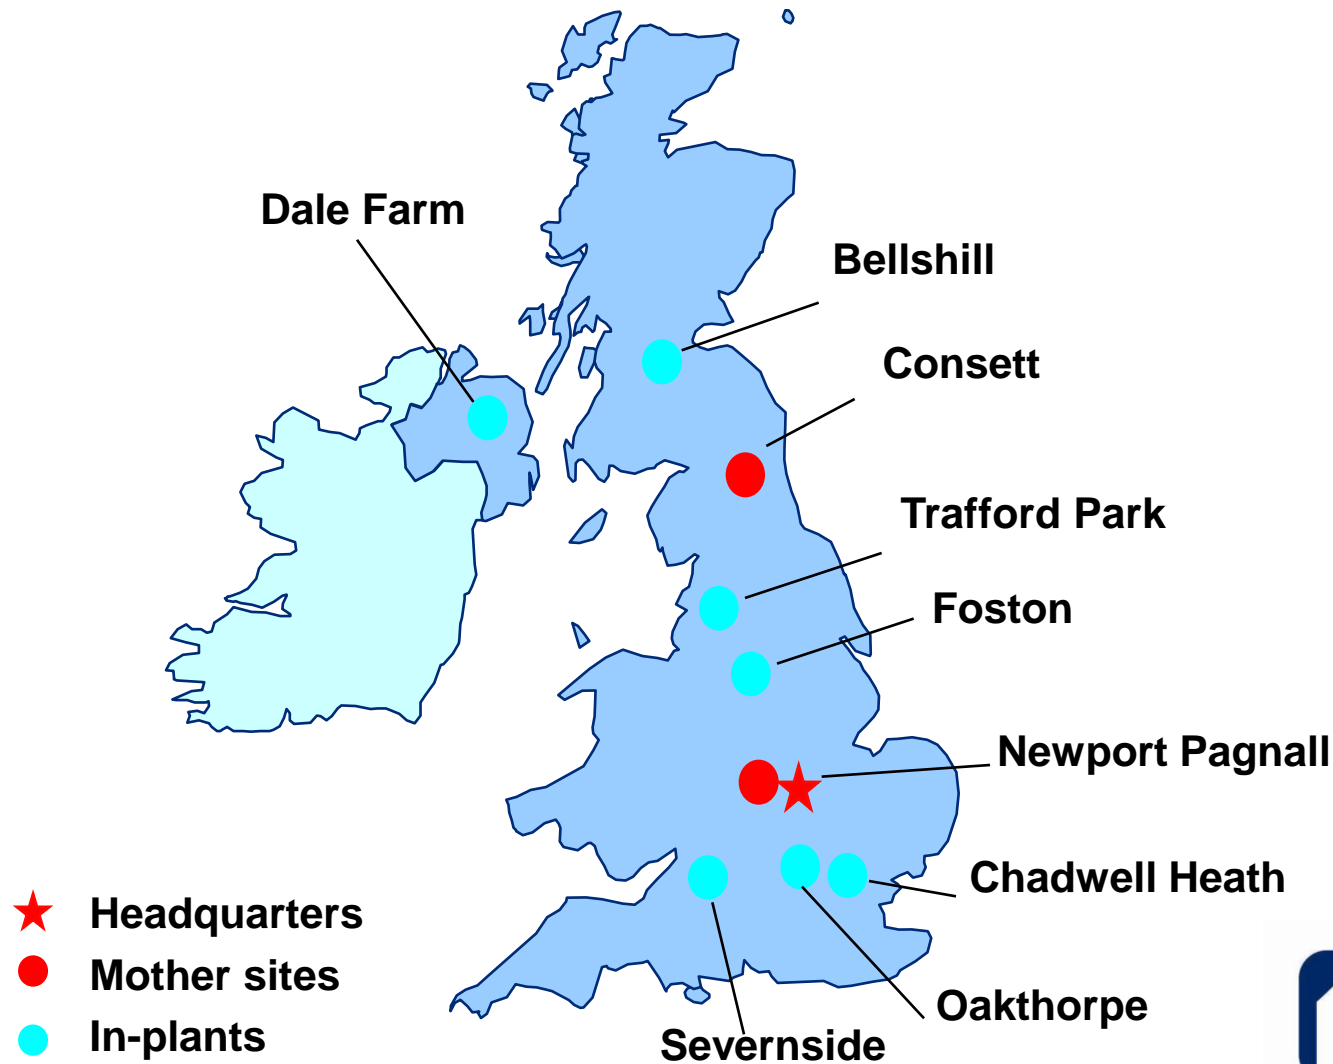 Dale Farm
Bellshill
Consett
Trafford Park
Foston
Newport Pagnall
Chadwell Heath
Oakthorpe
Severnside
Headquarters
Mother sites
In-plants